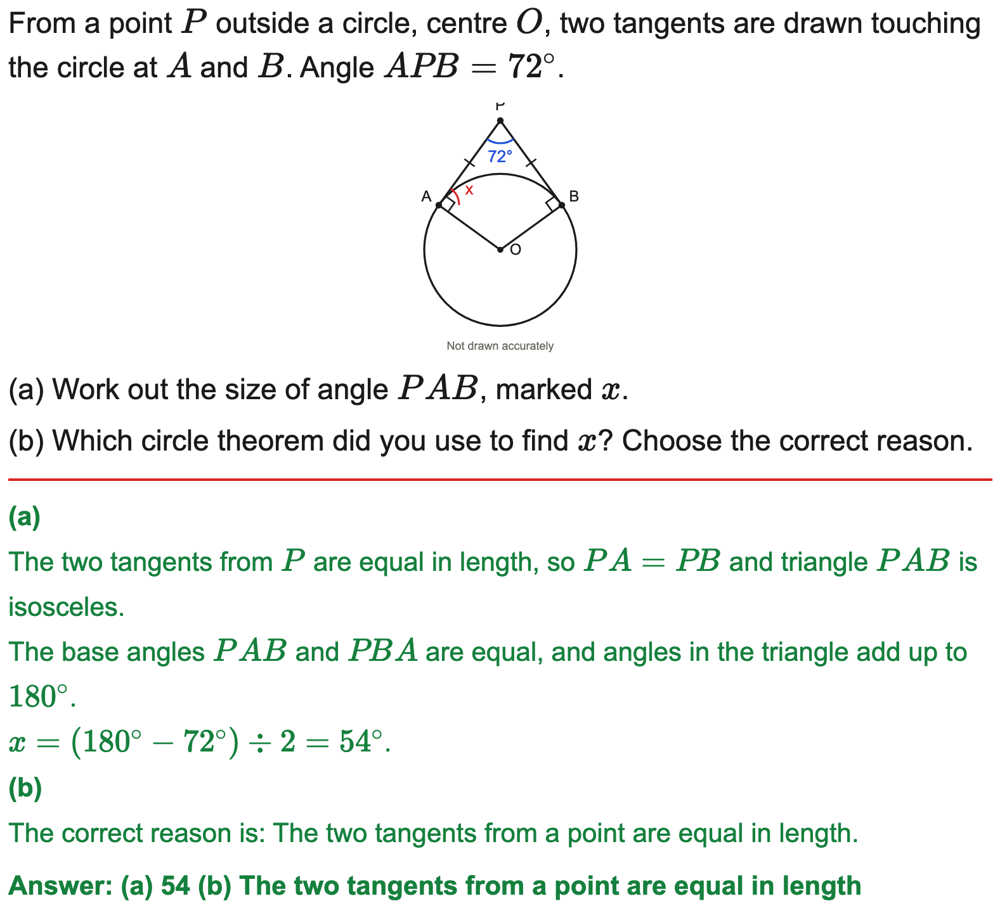 From a point P outside a circle, centre O, two tangents are drawn touching
the circle at A and B. Angle APB = 72°.
P
72°
A
x
B
O
Not drawn accurately
(a) Work out the size of angle PAB, marked x.
(b) Which circle theorem did you use to find x? Choose the correct reason.
(a)
The two tangents from P are equal in length, so PA = PB and triangle PAB is
isosceles.
The base angles PAB and PBA are equal, and angles in the triangle add up to
180°.
x = (180° − 72°) ÷ 2 = 54°.
(b)
The correct reason is: The two tangents from a point are equal in length.
Answer: (a) 54 (b) The two tangents from a point are equal in length